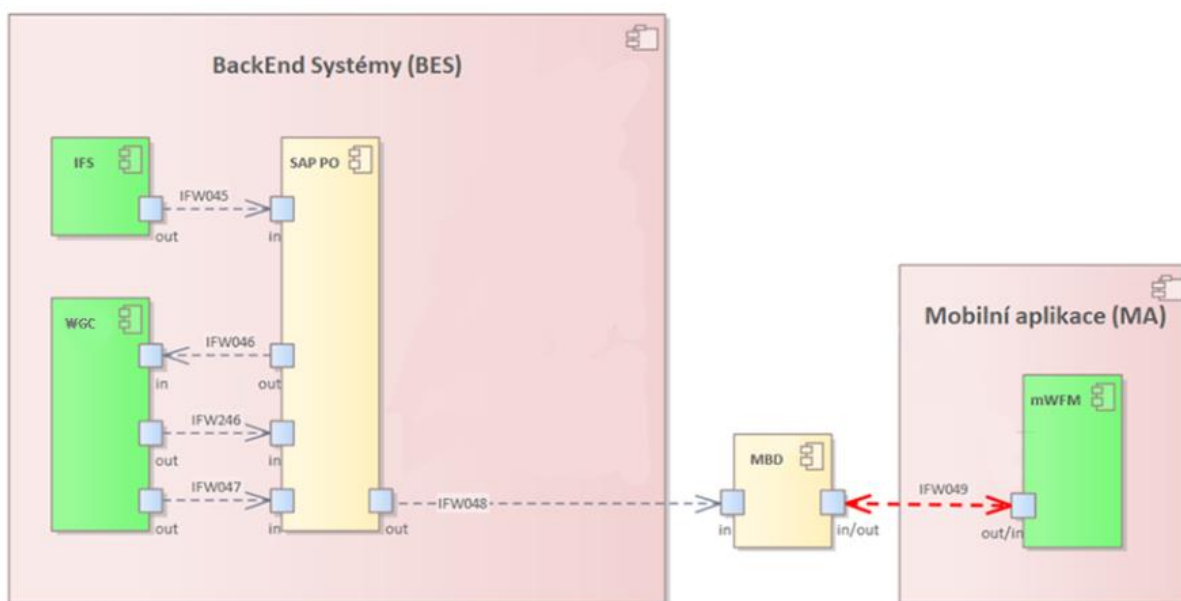 BackEnd Systémy (BES)
IFS
SAP PO
IFW045
out
in
WGC
IFW046
in
out
IFW246
out
in
IFW047
out
in
IFW048
out
MBD
in
in/out
IFW049
Mobilní aplikace (MA)
mWFM
out/in